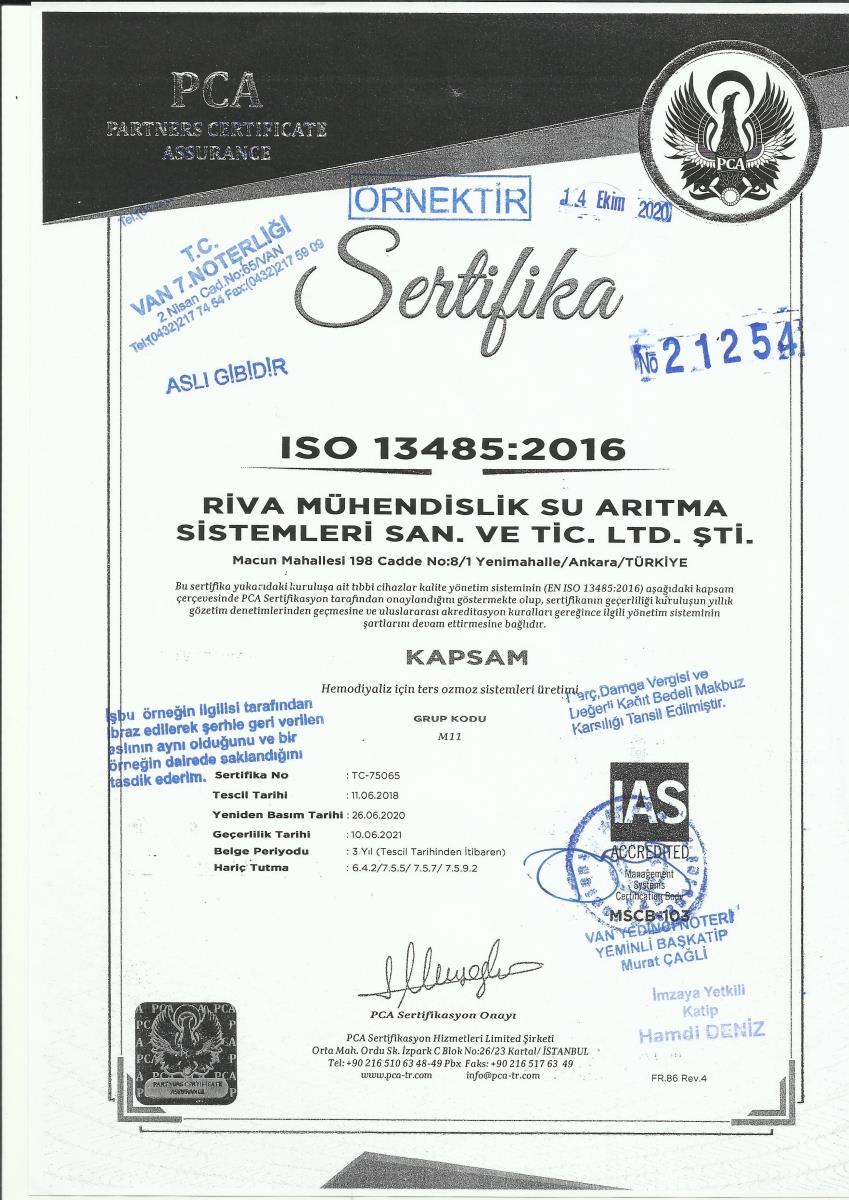 PCA
PARTNERS CERTIFICATE
ASSURANCE
PCA
ÖRNEKTİR
14 Ekim 2020
T.C.
VAN 7.NOTERLİĞİ
2 Nisan Cad.No:65/VAN
Tel:(0432)217 74 54 Fax:(0432)217 59 09
Sertifika
№ 21254
ASLI GİBİDİR
ISO 13485:2016
RİVA MÜHENDİSLİK SU ARITMA
SİSTEMLERİ SAN. VE TİC. LTD. ŞTİ.
Macun Mahallesi 198 Cadde No:8/1 Yenimahalle/Ankara/TÜRKİYE
Bu sertifika yukarıdaki kuruluşa ait tıbbi cihazlar kalite yönetim sisteminin (EN ISO 13485:2016) aşağıdaki kapsam
çerçevesinde PCA Sertifikasyon tarafından onaylandığını göstermekte olup, sertifikanın geçerliliği kuruluşun yıllık
gözetim denetimlerinden geçmesine ve uluslararası akreditasyon kuralları gereğince ilgili yönetim sisteminin
şartlarını devam ettirmesine bağlıdır.
KAPSAM
Hemodiyaliz için ters ozmoz sistemleri üretimi
Harç,Damga Vergisi ve
Değerli Kağıt Bedeli Makbuz
Karşılığı Tahsil Edilmiştir.
GRUP KODU
M11
İşbu örneğin ilgilisi tarafından
ibraz edilerek şerhle geri verilen
aslının aynı olduğunu ve bir
örneğin dairede saklandığını
tasdik ederim.
Sertifika No : TC-75065
Tescil Tarihi : 11.06.2018
Yeniden Basım Tarihi : 26.06.2020
Geçerlilik Tarihi : 10.06.2021
Belge Periyodu : 3 Yıl (Tescil Tarihinden İtibaren)
Hariç Tutma : 6.4.2/7.5.5/ 7.5.7/ 7.5.9.2
IAS
ACCREDITED
Management
Systems
Certification Body
MSCB-103
VAN YEDİNCİ NOTERİ
YEMİNLİ BAŞKATİP
Murat ÇAĞLİ
İmzaya Yetkili
Katip
Hamdi DENİZ
PCA Sertifikasyon Onayı
PCA Sertifikasyon Hizmetleri Limited Şirketi
Orta Mah. Ordu Sk. İzpark C Blok No:26/23 Kartal/ İSTANBUL
Tel: +90 216 510 63 48-49 Pbx Faks: +90 216 517 63 49
www.pca-tr.com info@pca-tr.com
PCA
PARTNERS CERTIFICATE
ASSURANCE
FR.86 Rev.4